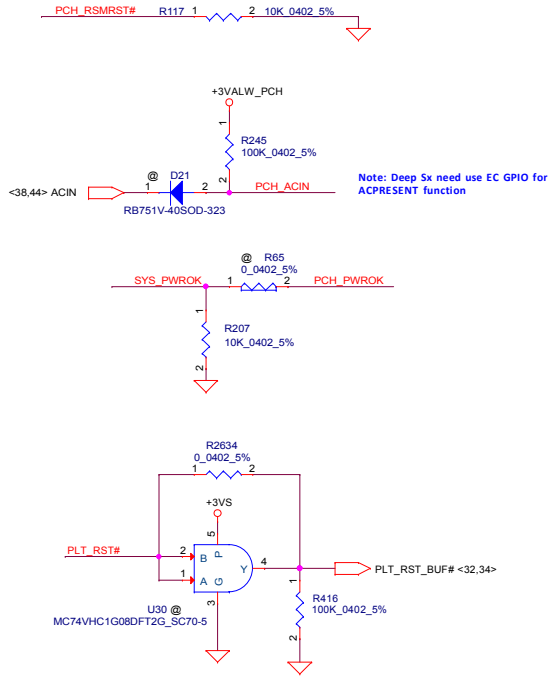 PCH_RSMRST# R117 1 2 10K_0402_5%
+3VALW_PCH
1
R245
100K_0402_5%
2
@ D21
<38,44> ACIN 1 2 PCH_ACIN
RB751V-40SOD-323
Note: Deep Sx need use EC GPIO for
ACPRESENT function
@ R65
0_0402_5%
SYS_PWROK 1 2 PCH_PWROK
1
R207
10K_0402_5%
2
R2634
0_0402_5%
1 2
+3VS
5
PLT_RST# 2 B P Y 4 PLT_RST_BUF# <32,34>
1 A G
3
U30 @
MC74VHC1G08DFT2G_SC70-5
1
R416
100K_0402_5%
2